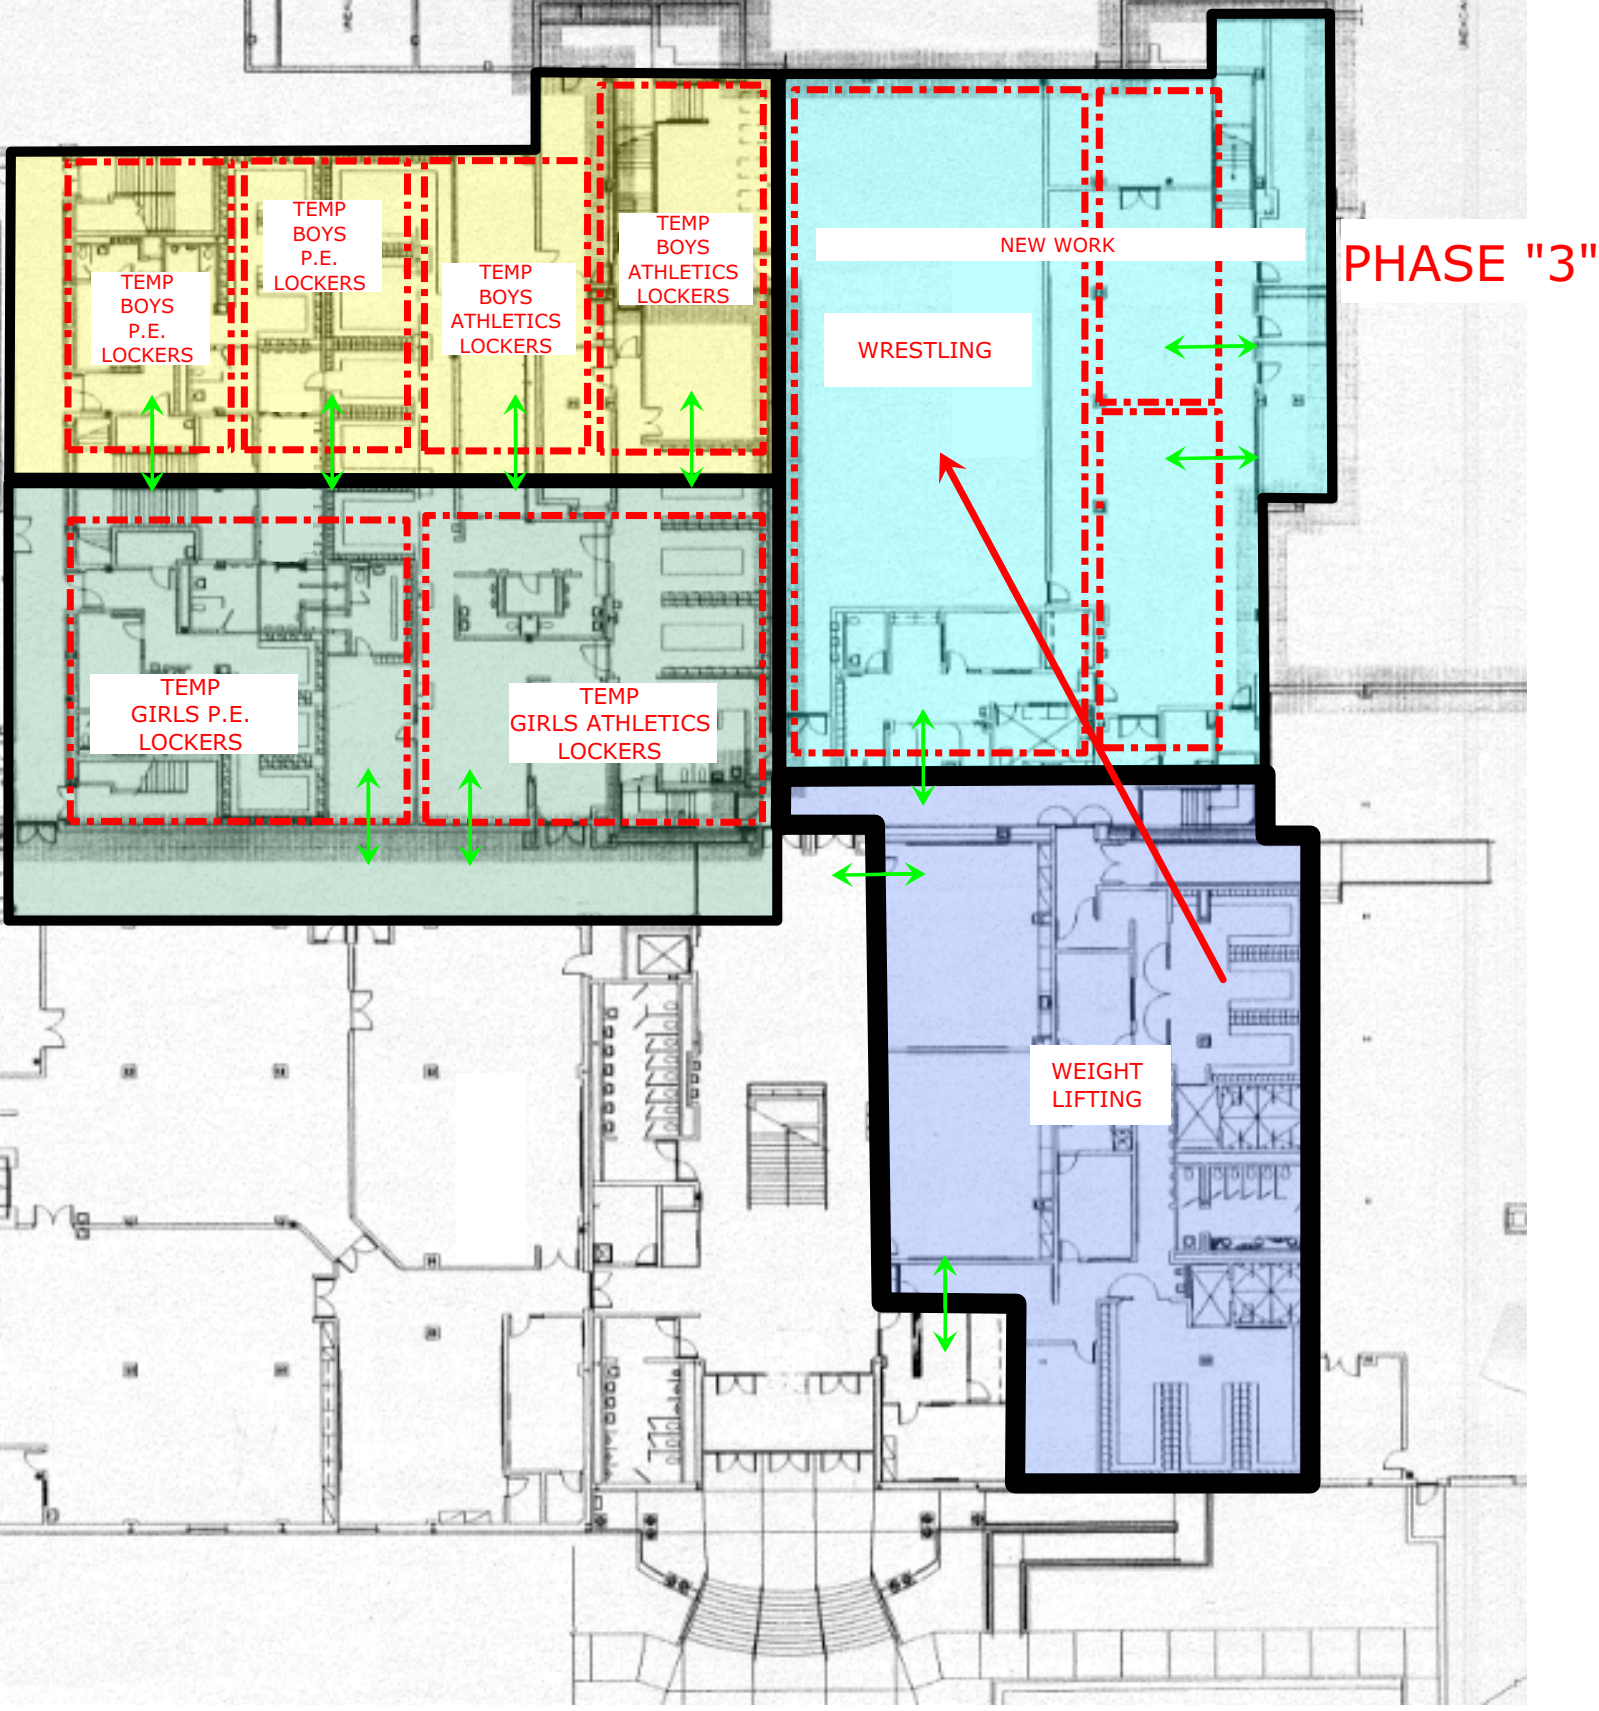 TEMP
BOYS
P.E.
LOCKERS
TEMP
BOYS
P.E.
LOCKERS
TEMP
BOYS
ATHLETICS
LOCKERS
TEMP
BOYS
ATHLETICS
LOCKERS
NEW WORK
PHASE "3"
WRESTLING
TEMP
GIRLS P.E.
LOCKERS
TEMP
GIRLS ATHLETICS
LOCKERS
WEIGHT
LIFTING